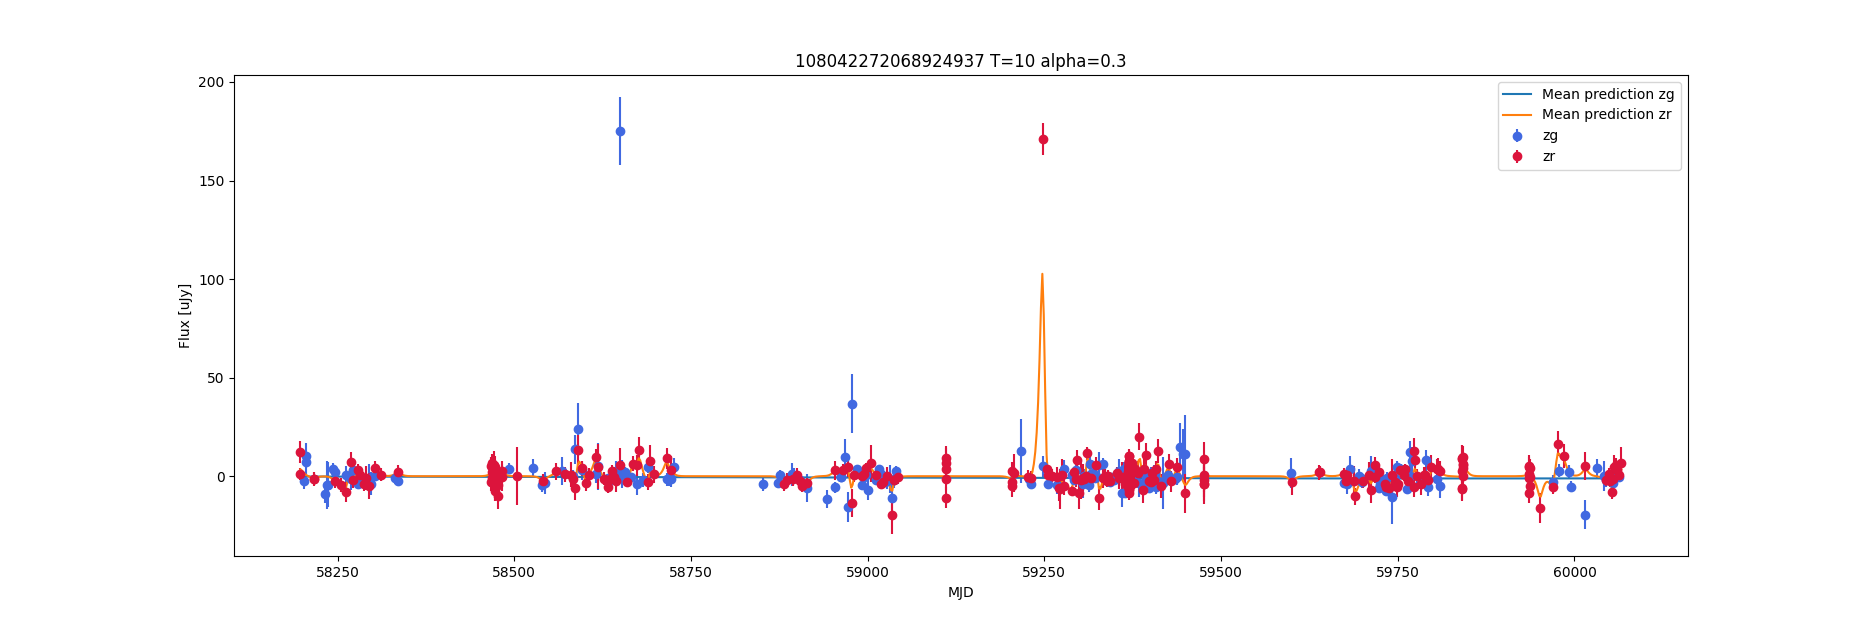 108042272068924937 T=10 alpha=0.3
200
150
100
50
0
Flux [uJy]
58250 58500 58750 59000 59250 59500 59750 60000
MJD
Mean prediction zg
Mean prediction zr
zg
zr